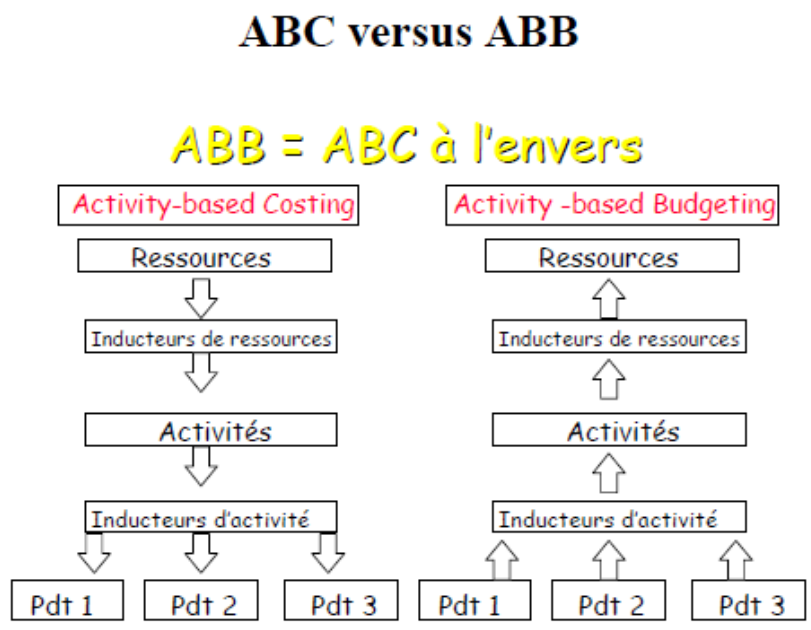 ABC versus ABB
ABB = ABC à l'envers
Activity-based Costing
Ressources
Inducteurs de ressources
Activités
Inducteurs d'activité
Pdt 1
Pdt 2
Pdt 3
Activity -based Budgeting
Ressources
Inducteurs de ressources
Activités
Inducteurs d'activité
Pdt 1
Pdt 2
Pdt 3